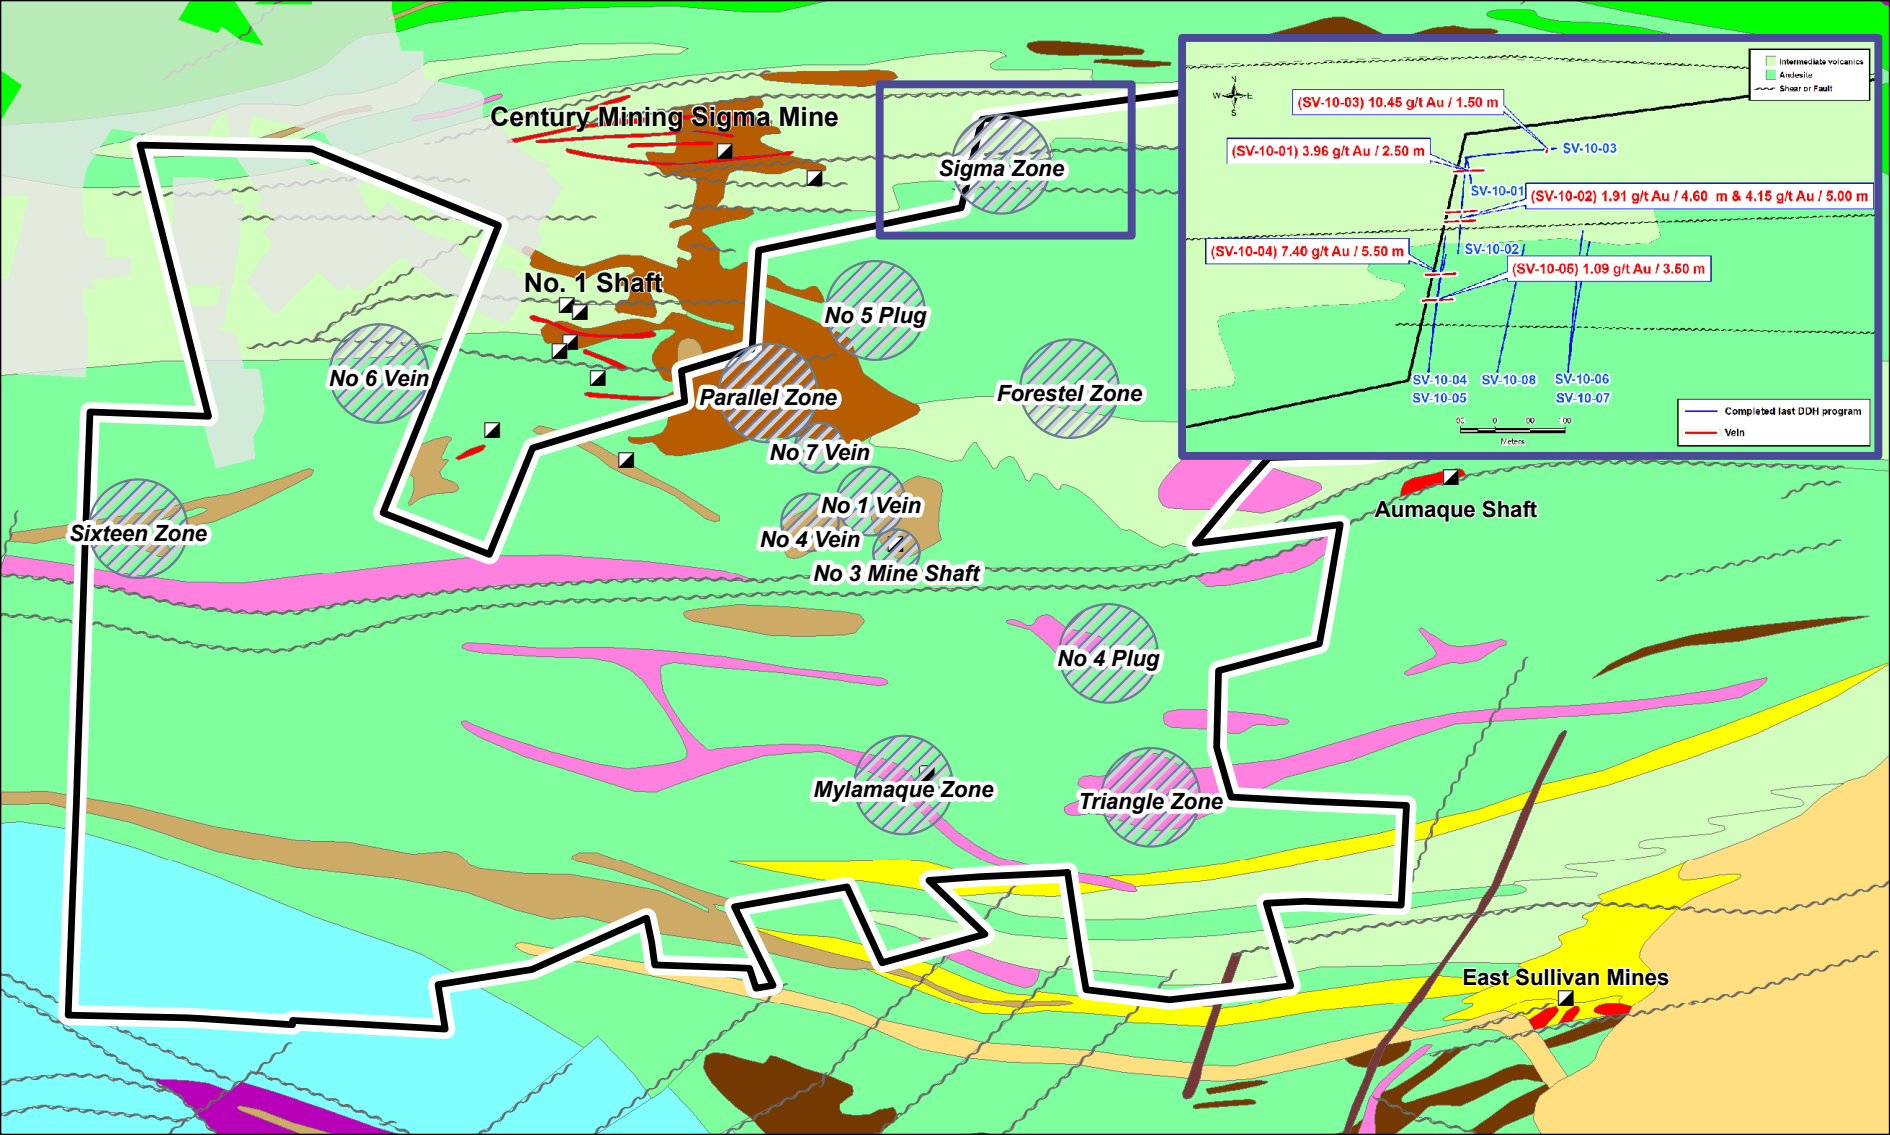 Century Mining Sigma Mine
Sigma Zone
No. 1 Shaft
No 5 Plug
No 6 Vein
Parallel Zone
Forestel Zone
No 7 Vein
No 1 Vein
Sixteen Zone
No 4 Vein
No 3 Mine Shaft
Aumaque Shaft
No 4 Plug
Mylamaque Zone
Triangle Zone
East Sullivan Mines
N
W E
S
Intermediate volcanics
Andesite
Shear or Fault
(SV-10-03) 10.45 g/t Au / 1.50 m
(SV-10-01) 3.96 g/t Au / 2.50 m
SV-10-03
SV-10-01
(SV-10-02) 1.91 g/t Au / 4.60 m & 4.15 g/t Au / 5.00 m
(SV-10-04) 7.40 g/t Au / 5.50 m
SV-10-02
(SV-10-05) 1.09 g/t Au / 3.50 m
SV-10-04
SV-10-05
SV-10-08
SV-10-06
SV-10-07
50 0 50 100
Meters
Completed last DDH program
Vein